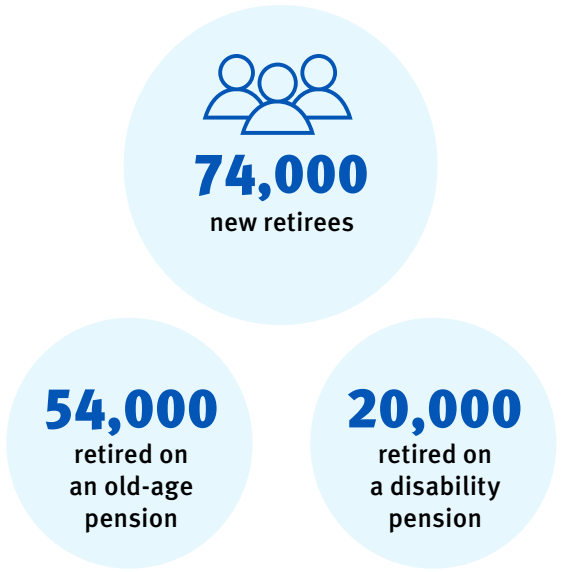 74,000
new retirees
54,000
retired on
an old-age
pension
20,000
retired on
a disability
pension